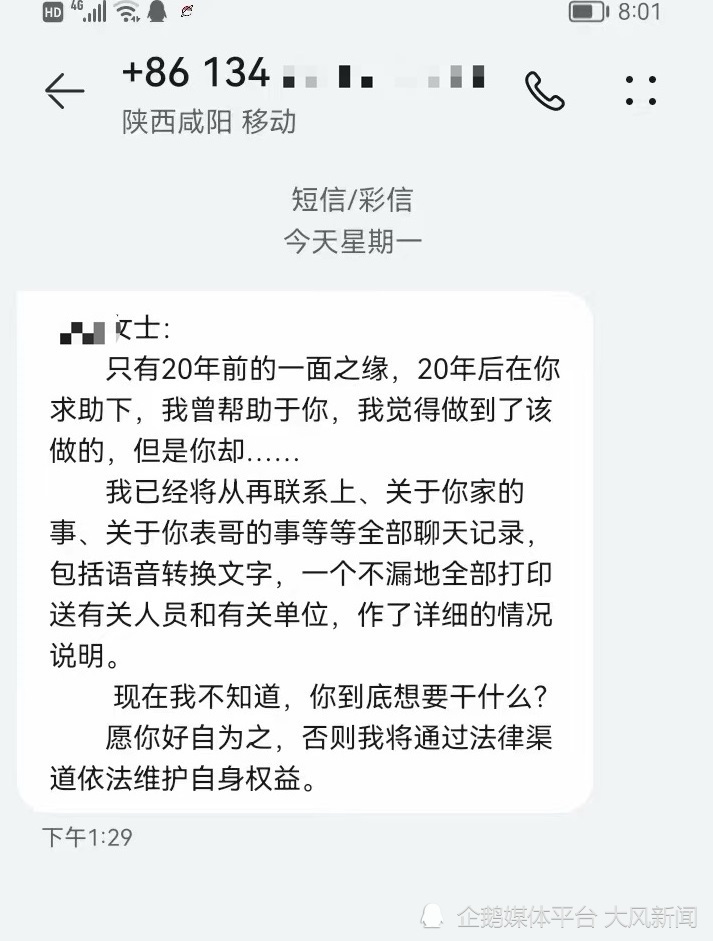 HD 4G 8:01
+86 134
陕西咸阳 移动
短信/彩信
今天星期一
女士：
只有20年前的一面之缘，20年后在你
求助下，我曾帮助于你，我觉得做到了该
做的，但是你却……
我已经将从再联系上、关于你家的
事、关于你表哥的事等等全部聊天记录，
包括语音转换文字，一个不漏地全部打印
送有关人员和有关单位，作了详细的情况
说明。
现在我不知道，你到底想要干什么？
愿你好自为之，否则我将通过法律渠
道依法维护自身权益。
下午1:29
企鹅媒体平台 大风新闻